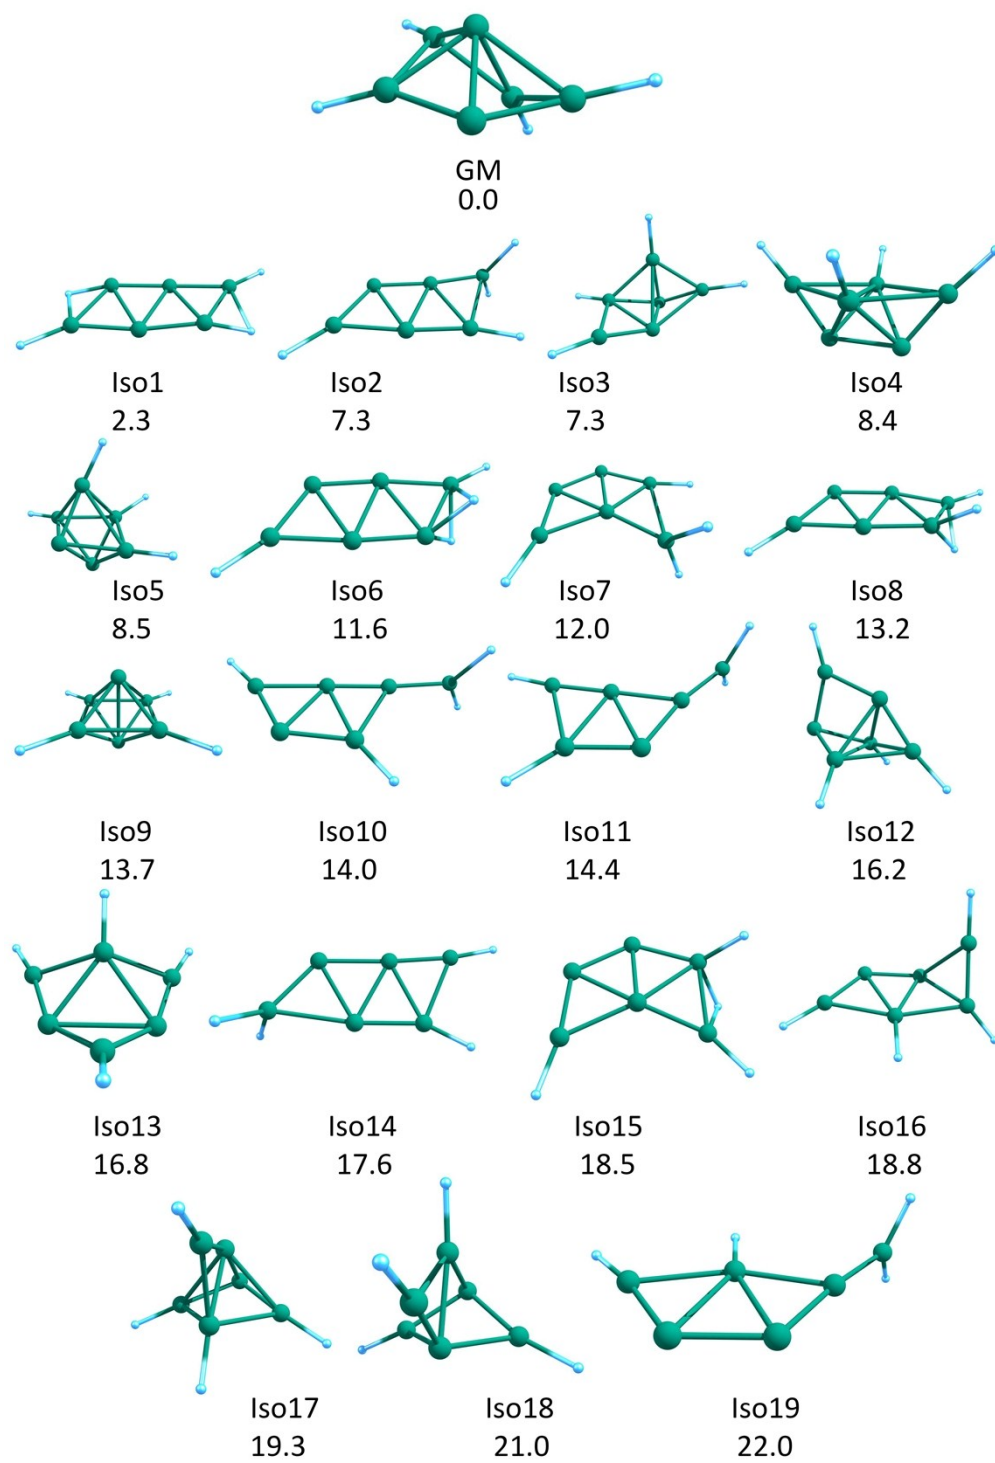 GM
0.0
Iso1 Iso2 Iso3 Iso4
2.3 7.3 7.3 8.4
Iso5 Iso6 Iso7 Iso8
8.5 11.6 12.0 13.2
Iso9 Iso10 Iso11 Iso12
13.7 14.0 14.4 16.2
Iso13 Iso14 Iso15 Iso16
16.8 17.6 18.5 18.8
Iso17 Iso18 Iso19
19.3 21.0 22.0